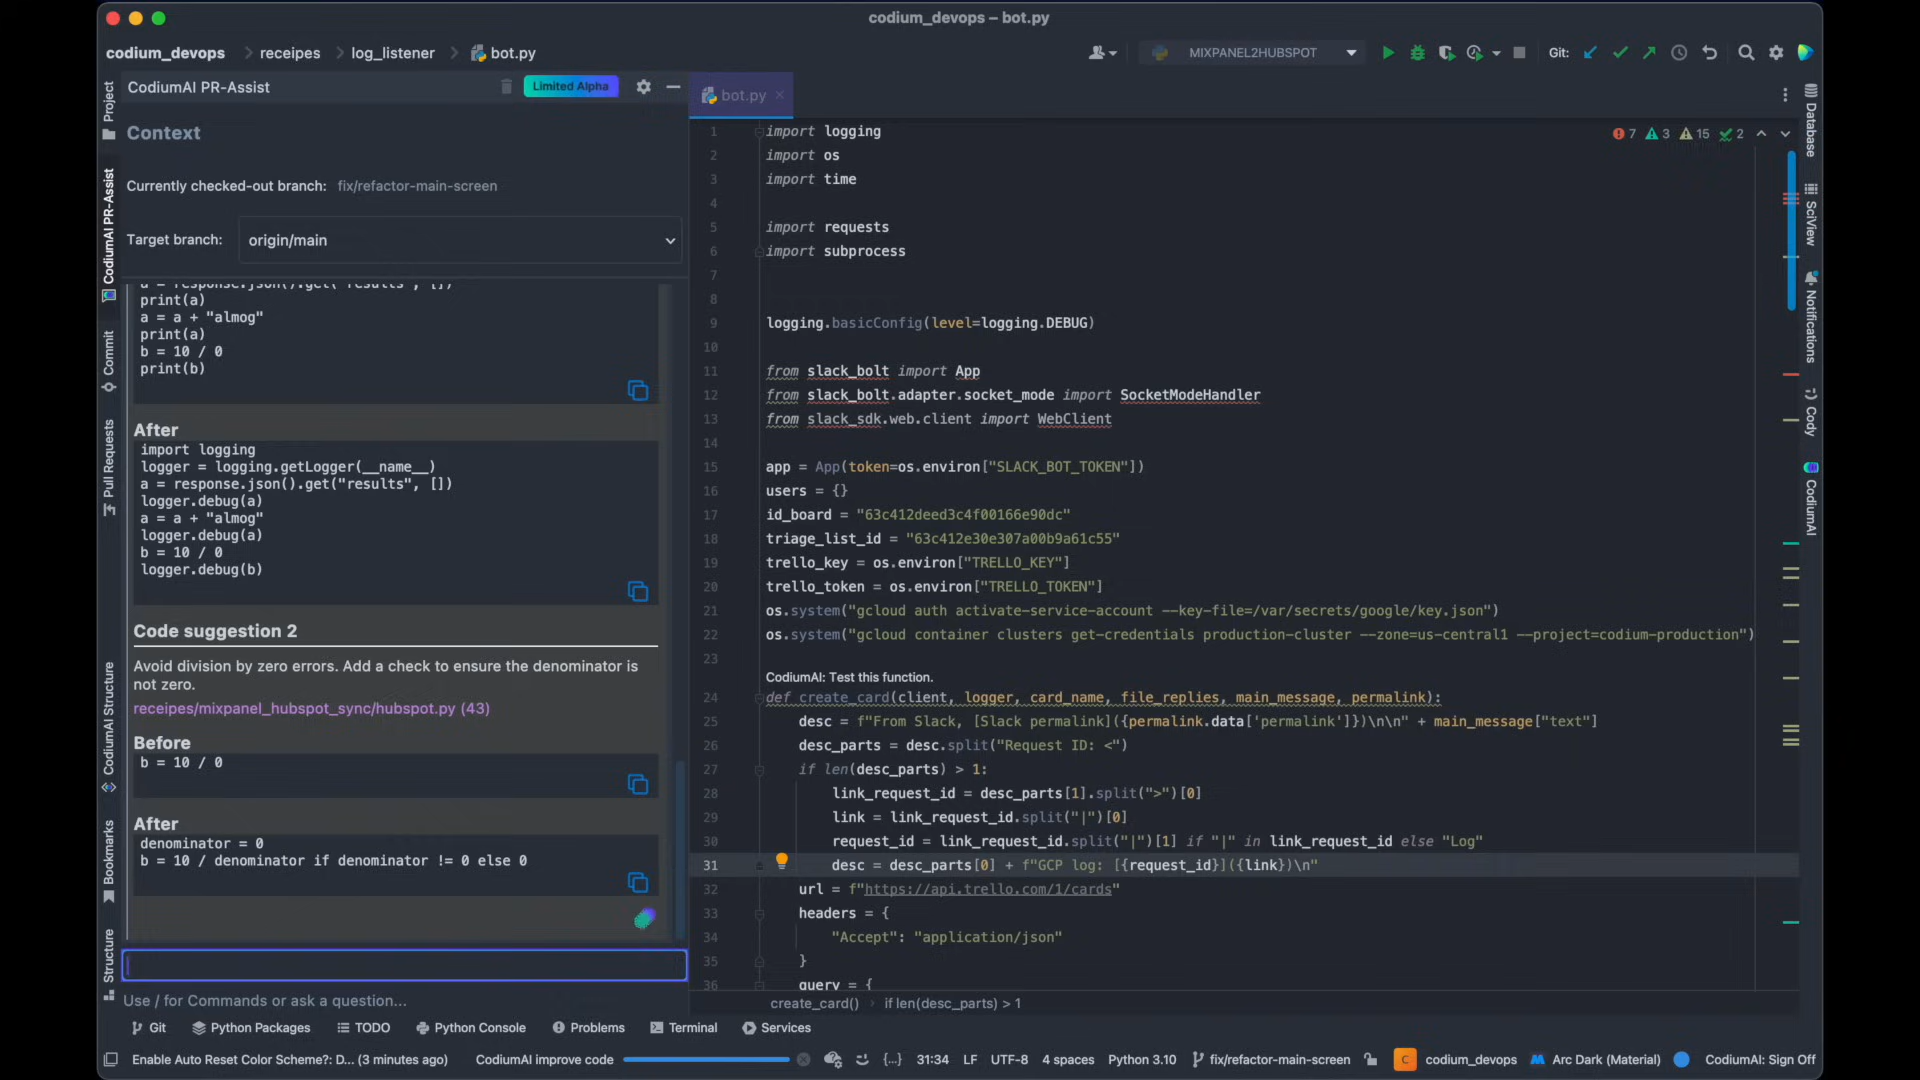 codium_devops – bot.py
codium_devops
receipes
log_listener
bot.py
MIXPANEL2HUBSPOT
Git:
Project
CodiumAI PR-Assist
Commit
Pull Requests
CodiumAI Structure
Bookmarks
Structure
CodiumAI PR-Assist
Limited Alpha
Context
Currently checked-out branch: fix/refactor-main-screen
Target branch:
origin/main
a = response.json().get("results", [])
print(a)
a = a + "almog"
print(a)
b = 10 / 0
print(b)
After
import logging
logger = logging.getLogger(__name__)
a = response.json().get("results", [])
logger.debug(a)
a = a + "almog"
logger.debug(a)
b = 10 / 0
logger.debug(b)
Code suggestion 2
Avoid division by zero errors. Add a check to ensure the denominator is
not zero.
receipes/mixpanel_hubspot_sync/hubspot.py (43)
Before
b = 10 / 0
After
denominator = 0
b = 10 / denominator if denominator != 0 else 0
Use / for Commands or ask a question...
bot.py
7 3 15 2
1 import logging
2 import os
3 import time
4
5 import requests
6 import subprocess
7
8
9 logging.basicConfig(level=logging.DEBUG)
10
11 from slack_bolt import App
12 from slack_bolt.adapter.socket_mode import SocketModeHandler
13 from slack_sdk.web.client import WebClient
14
15 app = App(token=os.environ["SLACK_BOT_TOKEN"])
16 users = {}
17 id_board = "63c412deed3c4f00166e90dc"
18 triage_list_id = "63c412e30e307a00b9a61c55"
19 trello_key = os.environ["TRELLO_KEY"]
20 trello_token = os.environ["TRELLO_TOKEN"]
21 os.system("gcloud auth activate-service-account --key-file=/var/secrets/google/key.json")
22 os.system("gcloud container clusters get-credentials production-cluster --zone=us-central1 --project=codium-production")
23
CodiumAI: Test this function.
24 def create_card(client, logger, card_name, file_replies, main_message, permalink):
25 desc = f"From Slack, [Slack permalink]({permalink.data['permalink']})\n\n" + main_message["text"]
26 desc_parts = desc.split("Request ID: <")
27 if len(desc_parts) > 1:
28 link_request_id = desc_parts[1].split(">")[0]
29 link = link_request_id.split("|")[0]
30 request_id = link_request_id.split("|")[1] if "|" in link_request_id else "Log"
31 desc = desc_parts[0] + f"GCP log: [{request_id}]({link})\n"
32 url = f"https://api.trello.com/1/cards"
33 headers = {
34 "Accept": "application/json"
35 }
36 query = {
create_card()
if len(desc_parts) > 1
Database
SciView
Notifications
Cody
CodiumAI
Git
Python Packages
TODO
Python Console
Problems
Terminal
Services
Enable Auto Reset Color Scheme?: D... (3 minutes ago)
CodiumAI improve code
{...}
31:34
LF
UTF-8
4 spaces
Python 3.10
fix/refactor-main-screen
C
codium_devops
Arc Dark (Material)
CodiumAI: Sign Off